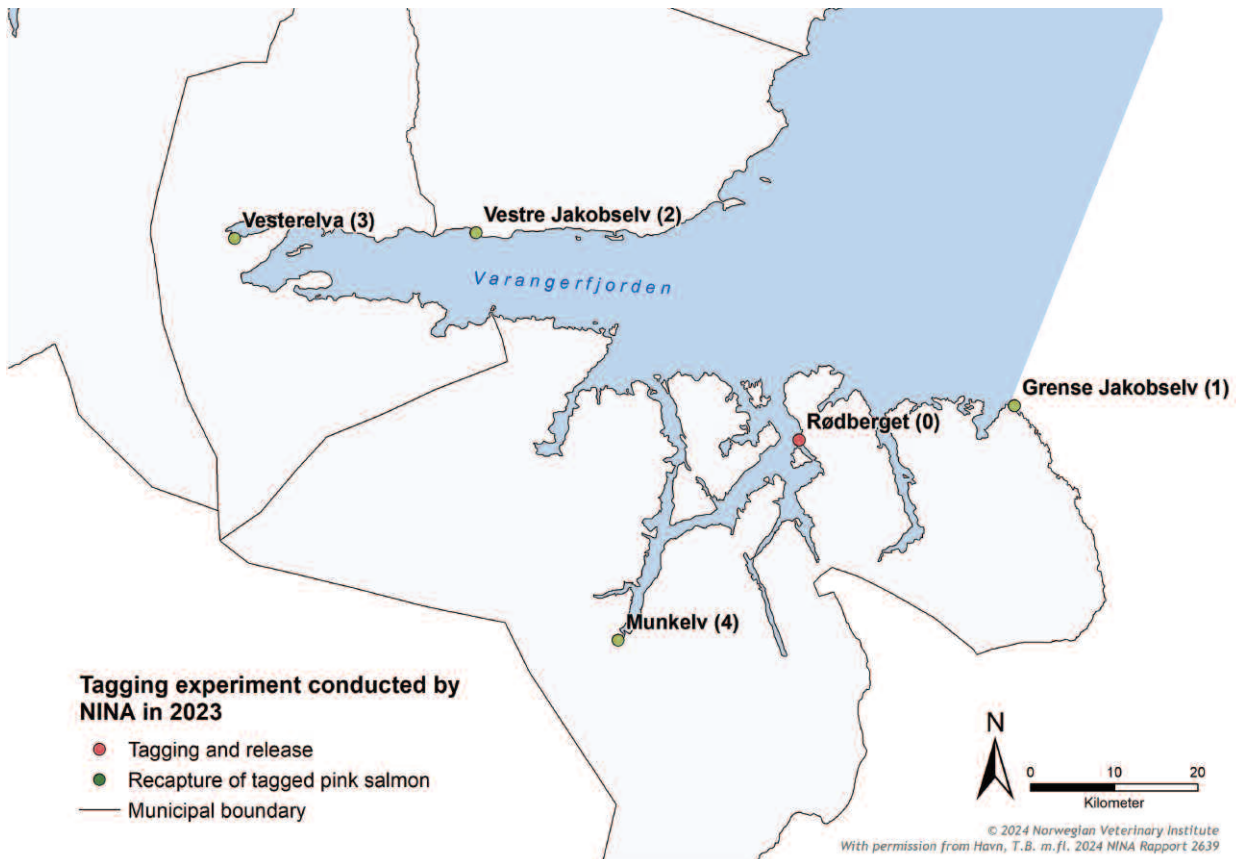 Vesterelva (3)
Vestre Jakobselv (2)
Varangerfjorden
Grense Jakobselv (1)
Rødberget (0)
Munkelv (4)
Tagging experiment conducted by
NINA in 2023
Tagging and release
Recapture of tagged pink salmon
Municipal boundary
N
0 10 20
Kilometer
© 2024 Norwegian Veterinary Institute
With permission from Havn, T.B. m.fl. 2024 NINA Rapport 2639